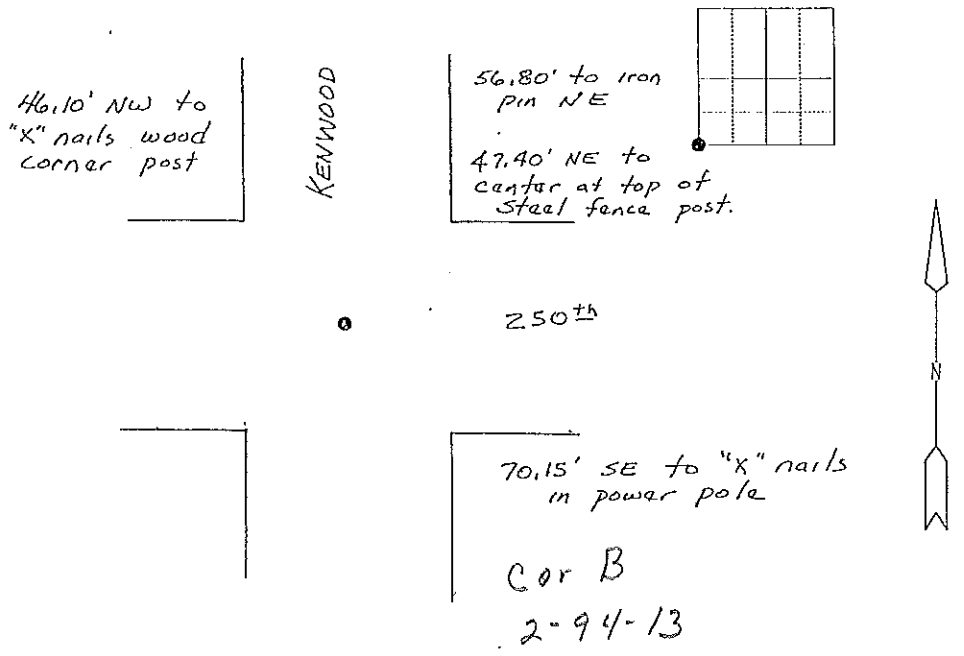 46.10' NW to
"X" nails wood
corner post
KENWOOD
56.80' to iron
pin NE
47.40' NE to
center at top of
Steel fence post.
250th
N
70.15' SE to "X" nails
in power pole
Cor B
2-94-13